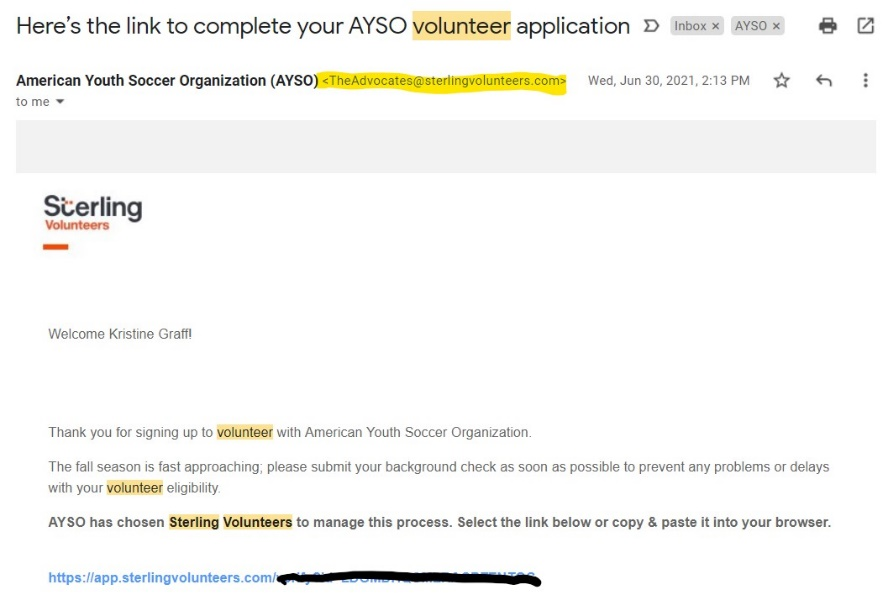 Here's the link to complete your AYSO volunteer application Inbox × AYSO ×
American Youth Soccer Organization (AYSO) <TheAdvocates@sterlingvolunteers.com> Wed, Jun 30, 2021, 2:13 PM
to me
Sterling
Volunteers
Welcome Kristine Graff!
Thank you for signing up to volunteer with American Youth Soccer Organization.
The fall season is fast approaching; please submit your background check as soon as possible to prevent any problems or delays
with your volunteer eligibility.
AYSO has chosen Sterling Volunteers to manage this process. Select the link below or copy & paste it into your browser.
https://app.sterlingvolunteers.com/